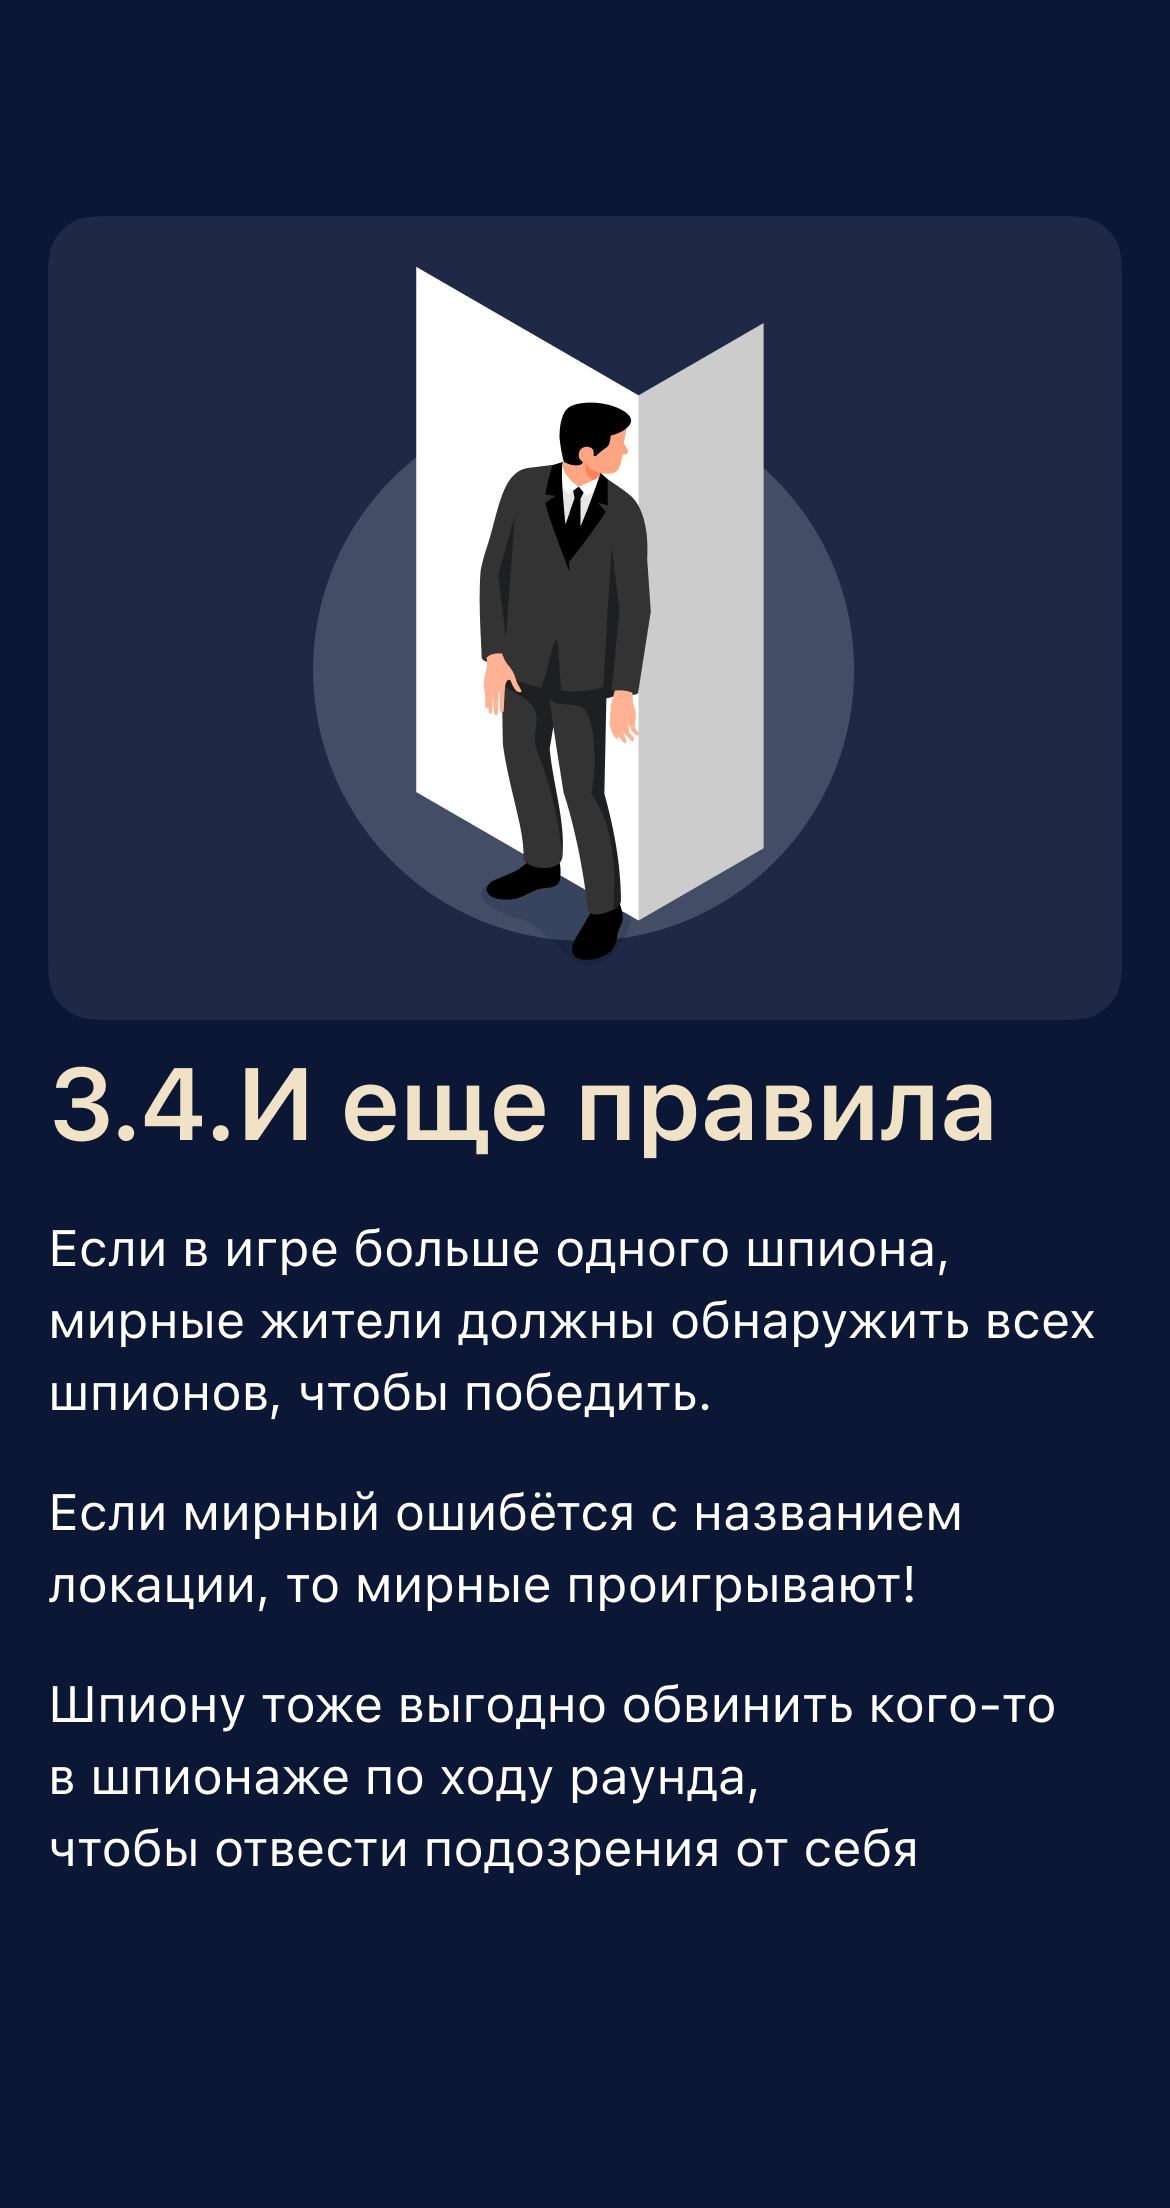 3.4.И еще правила
Если в игре больше одного шпиона,
мирные жители должны обнаружить всех
шпионов, чтобы победить.
Если мирный ошибётся с названием
локации, то мирные проигрывают!
Шпиону тоже выгодно обвинить кого-то
в шпионаже по ходу раунда,
чтобы отвести подозрения от себя